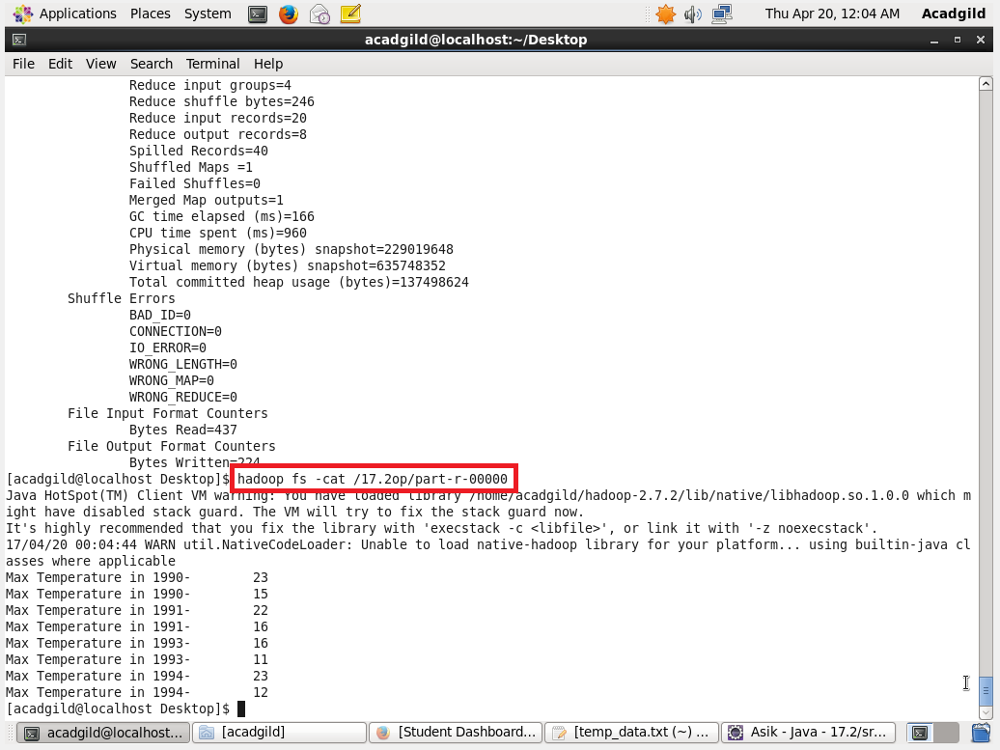 Applications Places System Thu Apr 20, 12:04 AM Acadgild
acadgild@localhost:~/Desktop
File Edit View Search Terminal Help
Reduce input groups=4
Reduce shuffle bytes=246
Reduce input records=20
Reduce output records=8
Spilled Records=40
Shuffled Maps =1
Failed Shuffles=0
Merged Map outputs=1
GC time elapsed (ms)=166
CPU time spent (ms)=960
Physical memory (bytes) snapshot=229019648
Virtual memory (bytes) snapshot=635748352
Total committed heap usage (bytes)=137498624
Shuffle Errors
BAD_ID=0
CONNECTION=0
IO_ERROR=0
WRONG_LENGTH=0
WRONG_MAP=0
WRONG_REDUCE=0
File Input Format Counters
Bytes Read=437
File Output Format Counters
Bytes Written=224
[acadgild@localhost Desktop]$ hadoop fs -cat /17.2op/part-r-00000
Java HotSpot(TM) Client VM warning: You have loaded library /home/acadgild/hadoop-2.7.2/lib/native/libhadoop.so.1.0.0 which m
ight have disabled stack guard. The VM will try to fix the stack guard now.
It's highly recommended that you fix the library with 'execstack -c <libfile>', or link it with '-z noexecstack'.
17/04/20 00:04:44 WARN util.NativeCodeLoader: Unable to load native-hadoop library for your platform... using builtin-java cl
asses where applicable
Max Temperature in 1990- 23
Max Temperature in 1990- 15
Max Temperature in 1991- 22
Max Temperature in 1991- 16
Max Temperature in 1993- 16
Max Temperature in 1993- 11
Max Temperature in 1994- 23
Max Temperature in 1994- 12
[acadgild@localhost Desktop]$
acadgild@localhost:... [acadgild] [Student Dashboard... [temp_data.txt (~) ... Asik - Java - 17.2/sr...